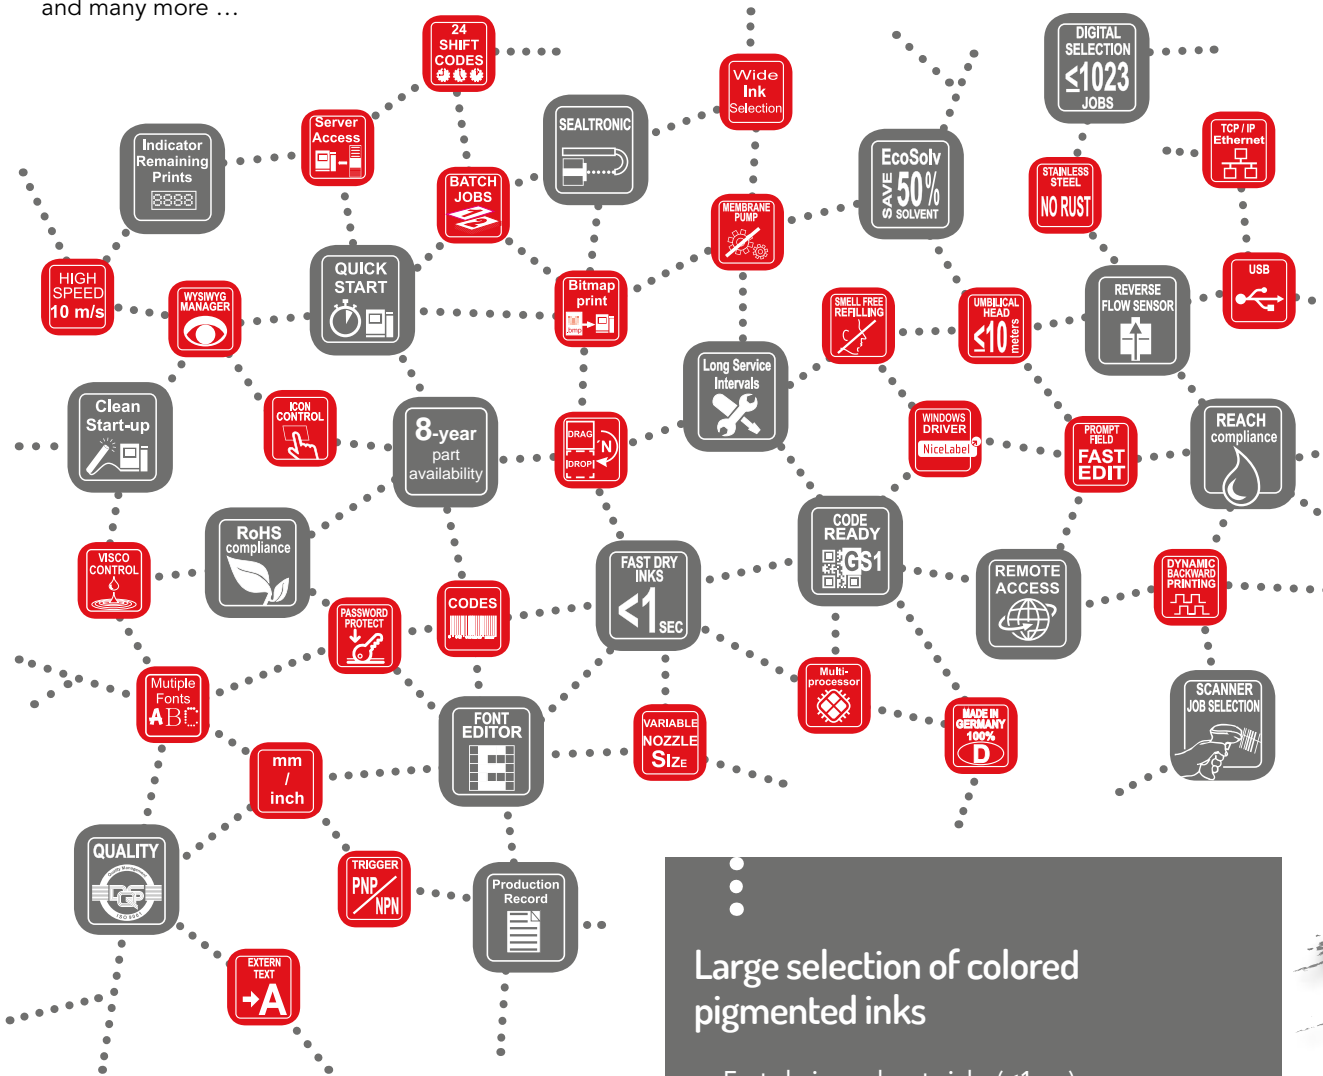 and many more …
24
SHIFT
CODES
Wide
Ink
Selection
DIGITAL
SELECTION
≤1023
JOBS
Server
Access
SEALTRONIC
TCP / IP
Ethernet
Indicator
Remaining
Prints
8888
BATCH
JOBS
EcoSolv
SAVE
50%
SOLVENT
STAINLESS
STEEL
NO RUST
MEMBRANE
PUMP
HIGH
SPEED
10 m/s
WYSIWYG
MANAGER
QUICK
START
Bitmap
print
.bmp
SMELL FREE
REFILLING
UMBILICAL
HEAD
≤10
meters
REVERSE
FLOW SENSOR
USB
Clean
Start-up
ICON
CONTROL
8-year
part
availability
DRAG
'N
DROP
Long Service
Intervals
WINDOWS
DRIVER
NiceLabel
PROMPT
FIELD
FAST
EDIT
REACH
compliance
VISCO
CONTROL
RoHS
compliance
PASSWORD
PROTECT
CODES
FAST DRY
INKS
<1 SEC
CODE
READY
GS1
REMOTE
ACCESS
DYNAMIC
BACKWARD
PRINTING
Mutiple
Fonts
ABC
mm
/
inch
FONT
EDITOR
VARIABLE
NOZZLE
SIZE
Multi-
processor
MADE IN
GERMANY
100%
D
SCANNER
JOB SELECTION
QUALITY
Quality Management
DQS
ISO 9001
TRIGGER
PNP
NPN
Production
Record
EXTERN
TEXT
A
Large selection of colored
pigmented inks